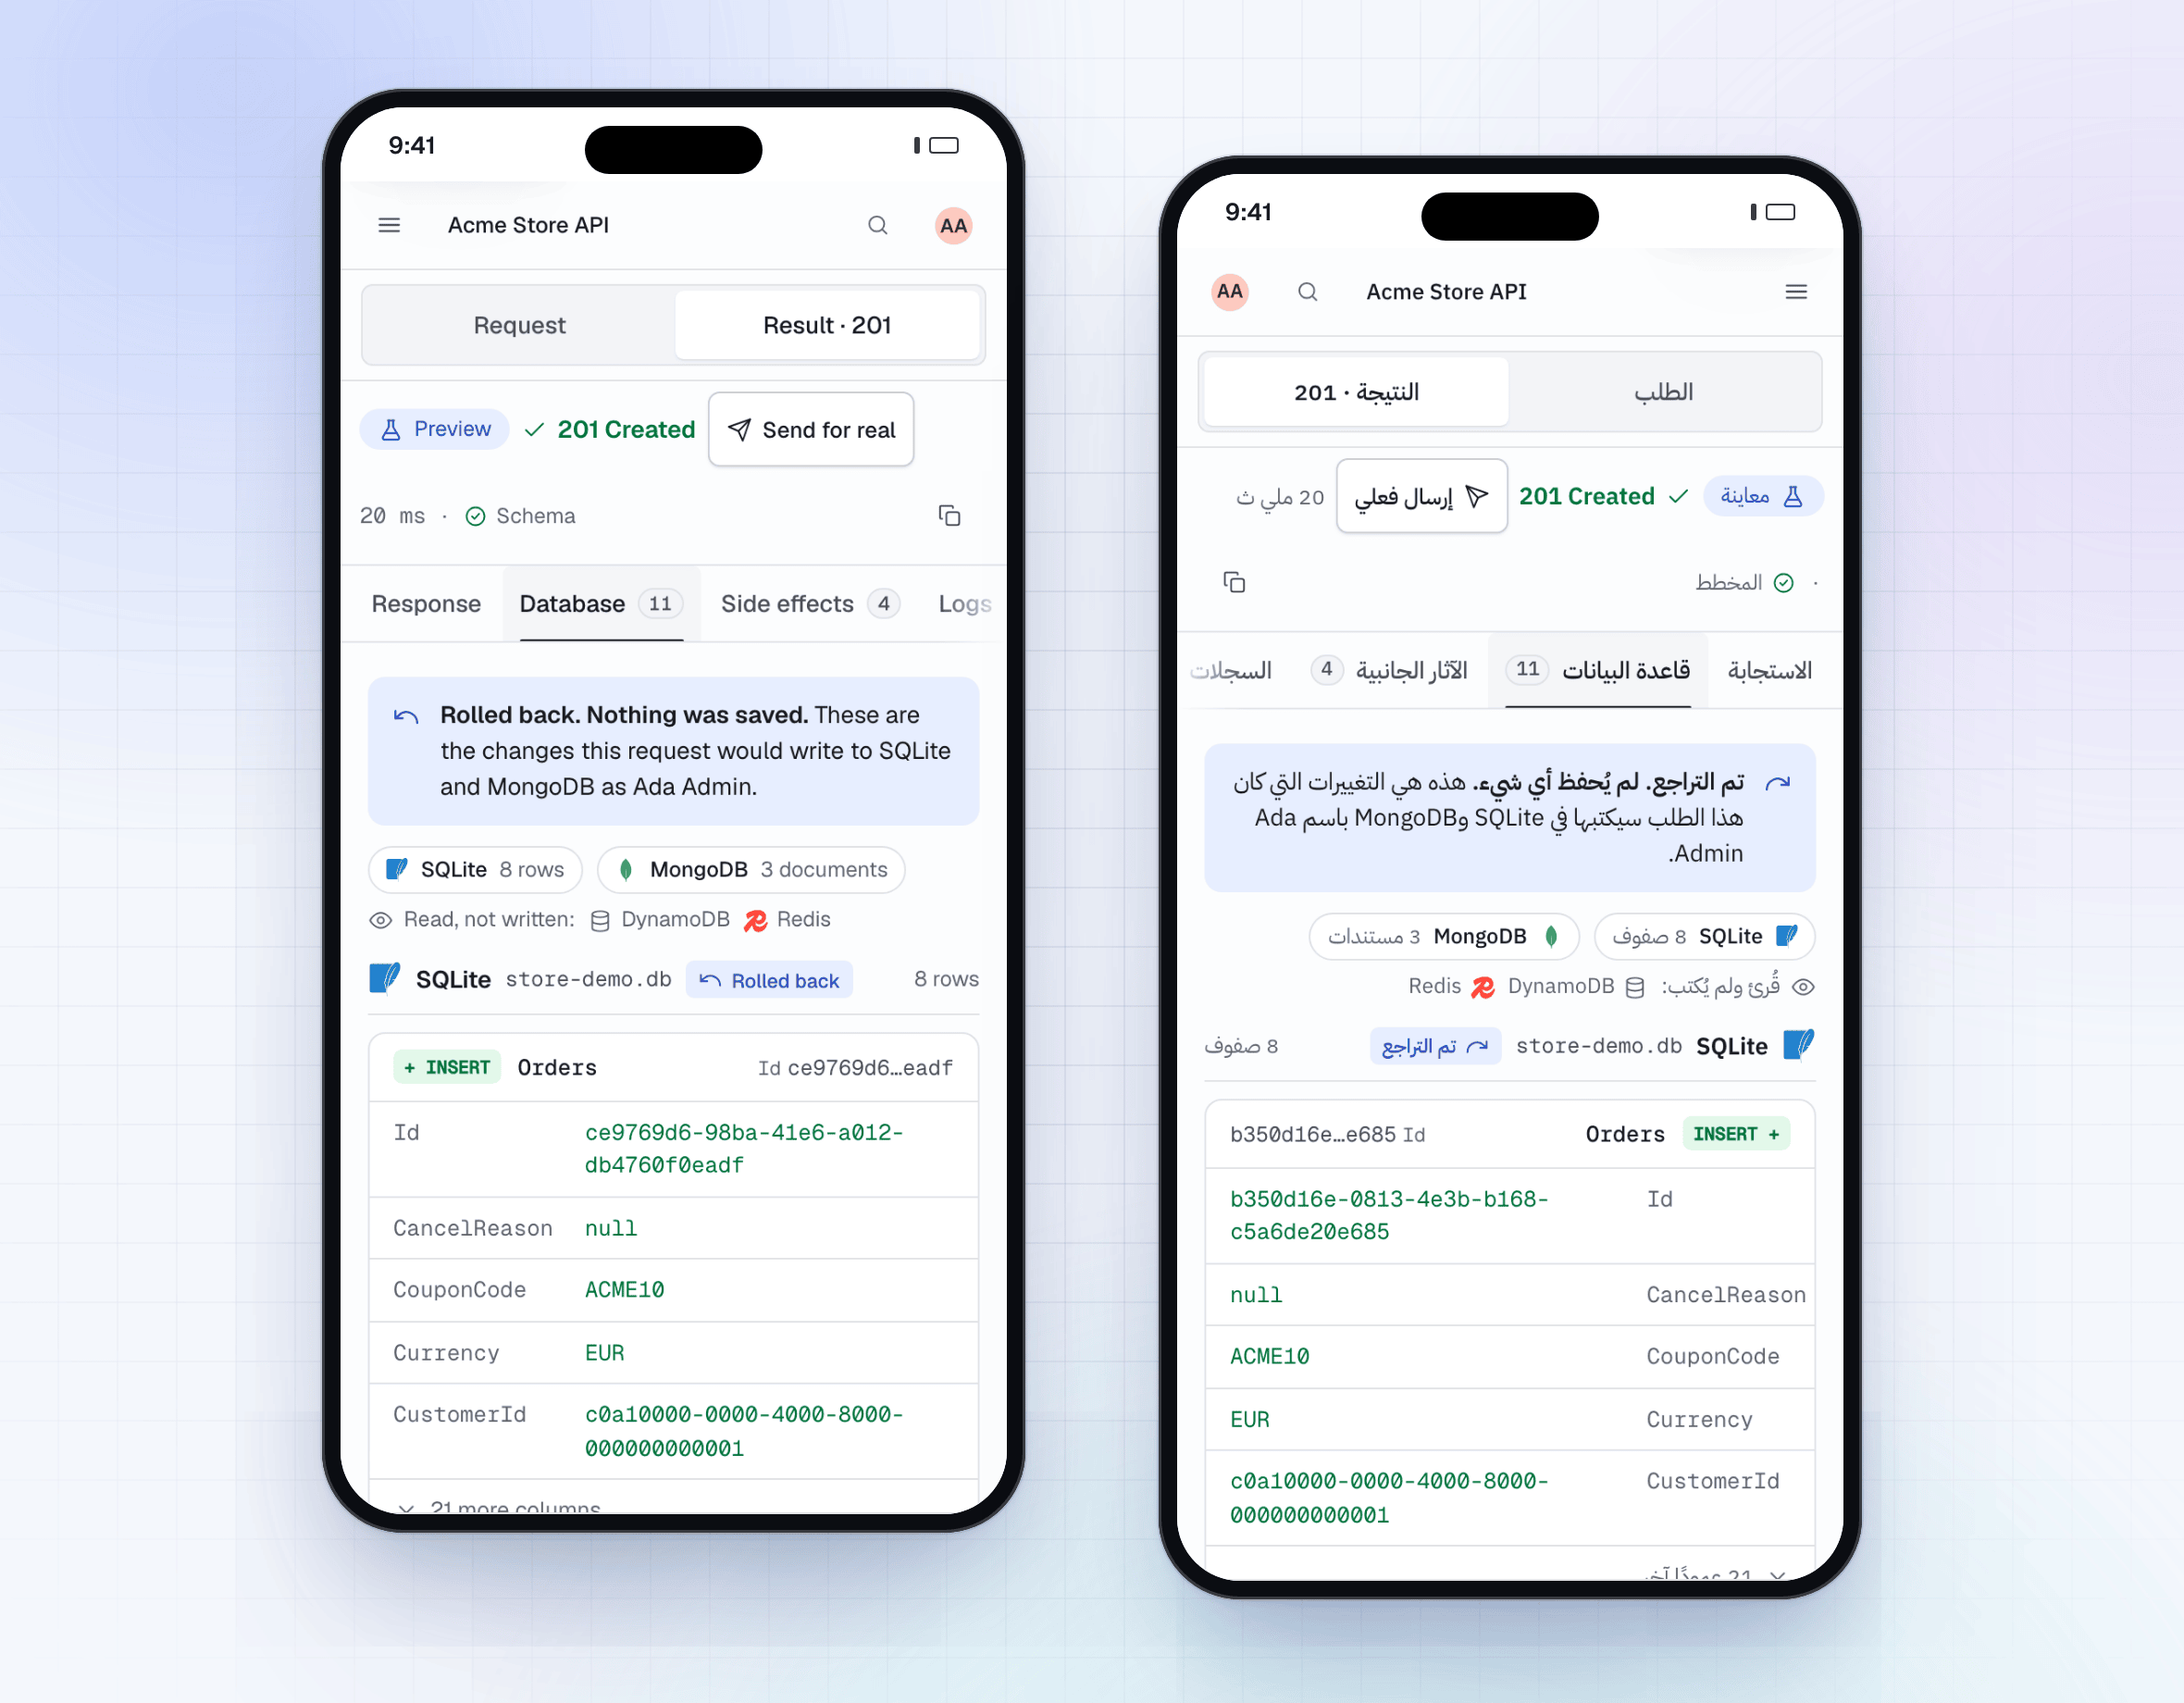 9:41
Acme Store API
AA
Request
Result · 201
Preview
201 Created
Send for real
20 ms · Schema
Response
Database 11
Side effects 4
Logs
Rolled back. Nothing was saved. These are
the changes this request would write to SQLite
and MongoDB as Ada Admin.
SQLite 8 rows
MongoDB 3 documents
Read, not written: DynamoDB Redis
SQLite store-demo.db Rolled back 8 rows
+ INSERT Orders Id ce9769d6…eadf
Id ce9769d6-98ba-41e6-a012-
db4760f0eadf
CancelReason null
CouponCode ACME10
Currency EUR
CustomerId c0a10000-0000-4000-8000-
000000000001
21 more columns
9:41
Acme Store API
AA
الطلب
النتيجة · 201
معاينة
201 Created
إرسال فعلي
20 ملي ث
· المخطط
الاستجابة
قاعدة البيانات 11
الآثار الجانبية 4
السجلات
تم التراجع. لم يُحفظ أي شيء. هذه هي التغييرات التي كان
هذا الطلب سيكتبها في SQLite وMongoDB باسم Ada
Admin.
SQLite 8 صفوف
MongoDB 3 مستندات
قُرئ ولم يُكتب: DynamoDB Redis
SQLite store-demo.db تم التراجع 8 صفوف
+ INSERT Orders Id b350d16e…e685
Id b350d16e-0813-4e3b-b168-
c5a6de20e685
CancelReason null
CouponCode ACME10
Currency EUR
CustomerId c0a10000-0000-4000-8000-
000000000001
21 عمودًا آخر